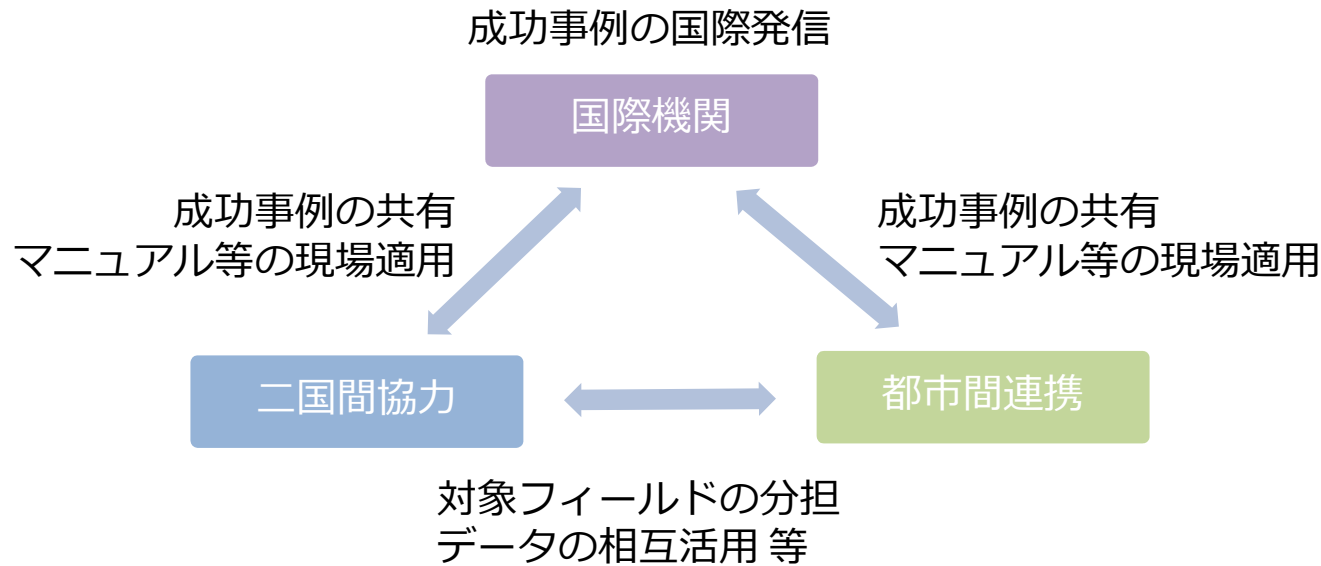 成功事例の国際発信
国際機関
成功事例の共有
マニュアル等の現場適用
成功事例の共有
マニュアル等の現場適用
二国間協力
都市間連携
対象フィールドの分担
データの相互活用 等